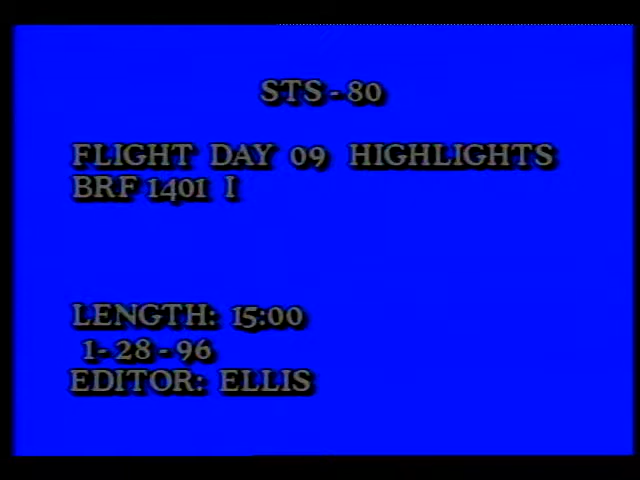 STS - 80
FLIGHT DAY 09 HIGHLIGHTS
BRF 1401 I
LENGTH: 15:00
1- 28 - 96
EDITOR: ELLIS